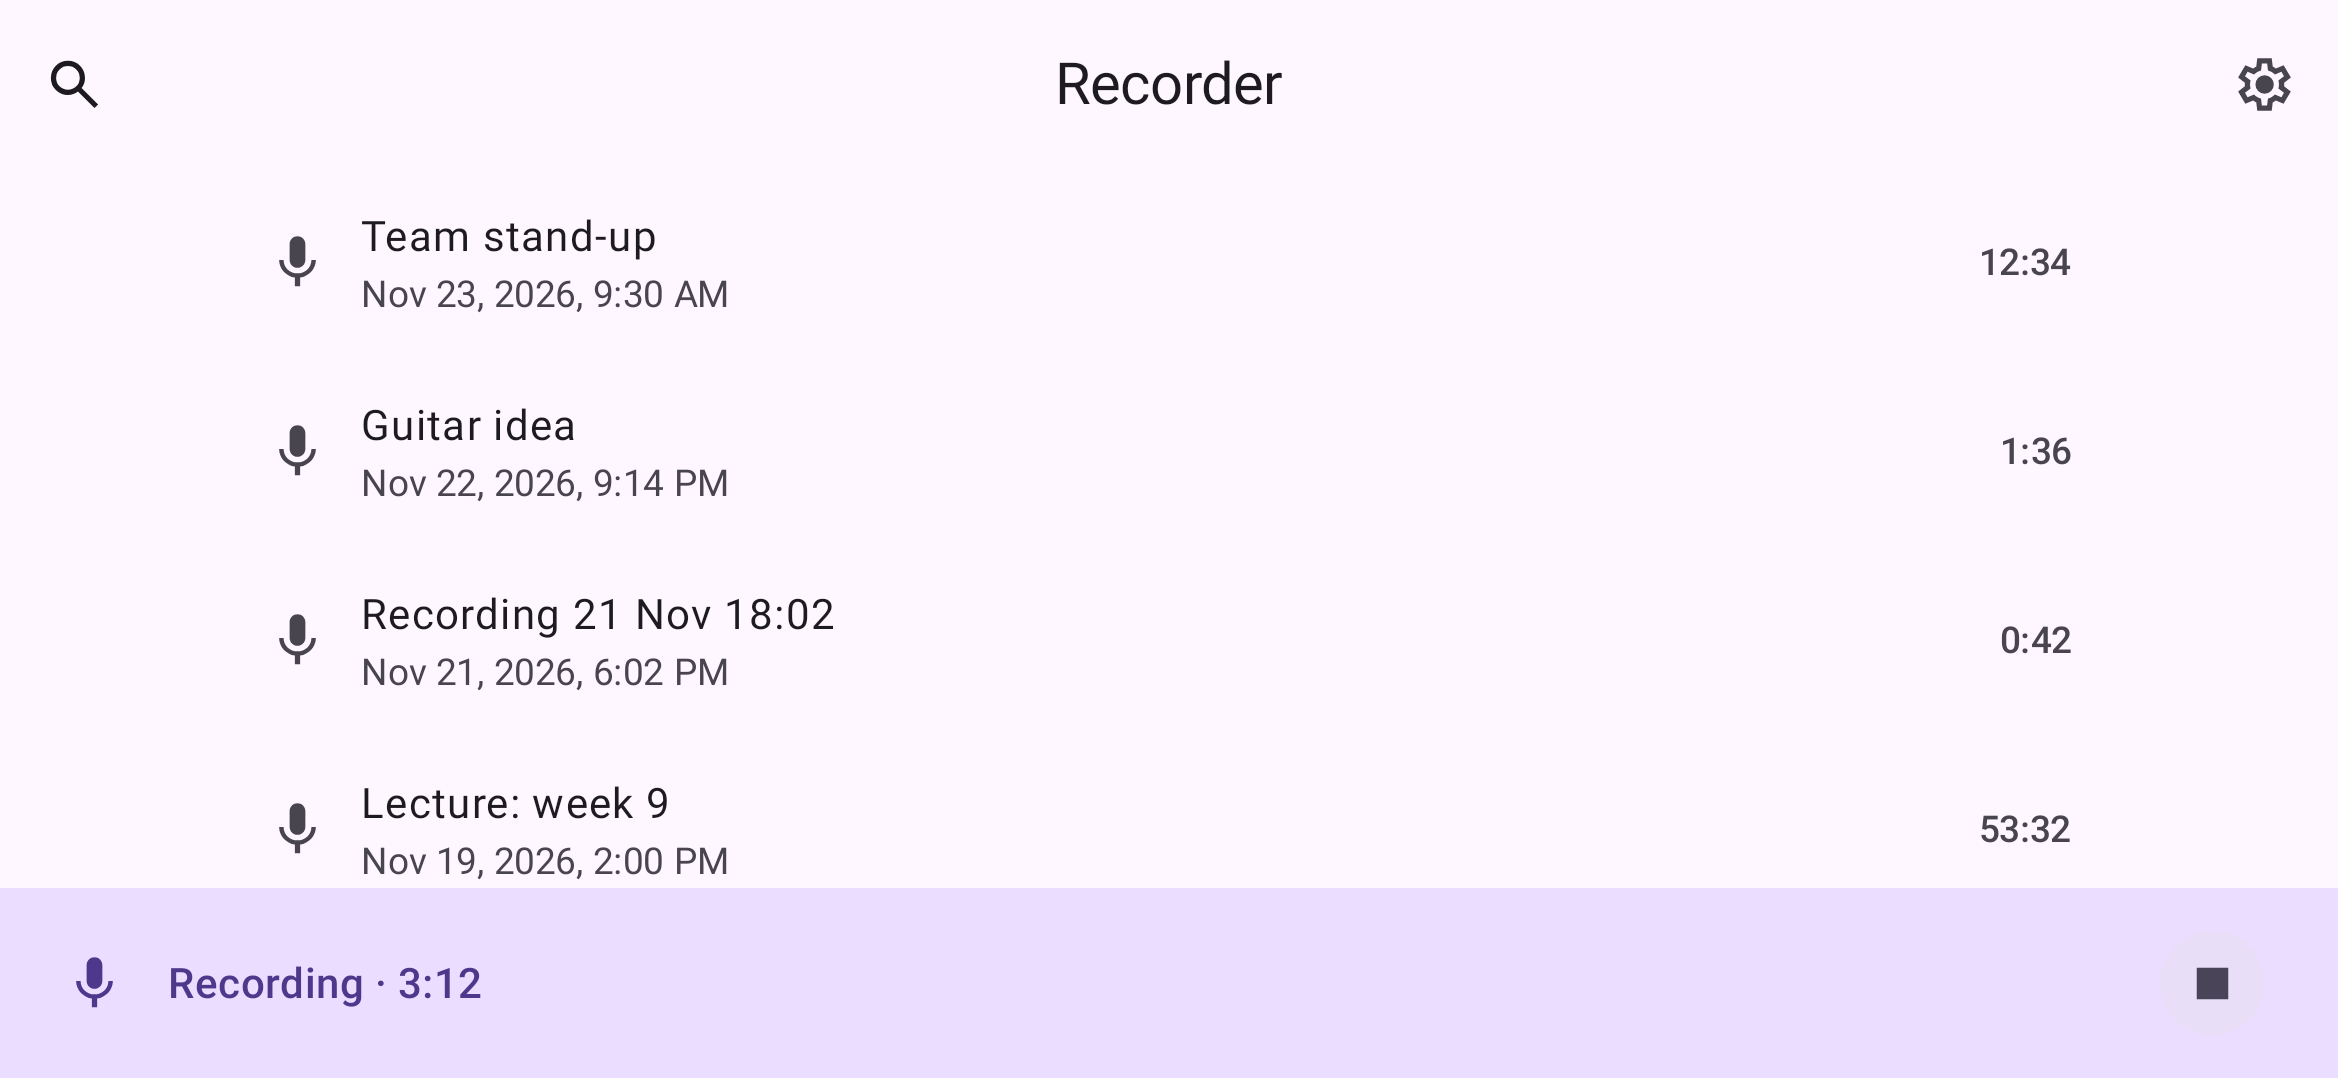 Recorder
Team stand-up
Nov 23, 2026, 9:30 AM
12:34
Guitar idea
Nov 22, 2026, 9:14 PM
1:36
Recording 21 Nov 18:02
Nov 21, 2026, 6:02 PM
0:42
Lecture: week 9
Nov 19, 2026, 2:00 PM
53:32
Recording · 3:12